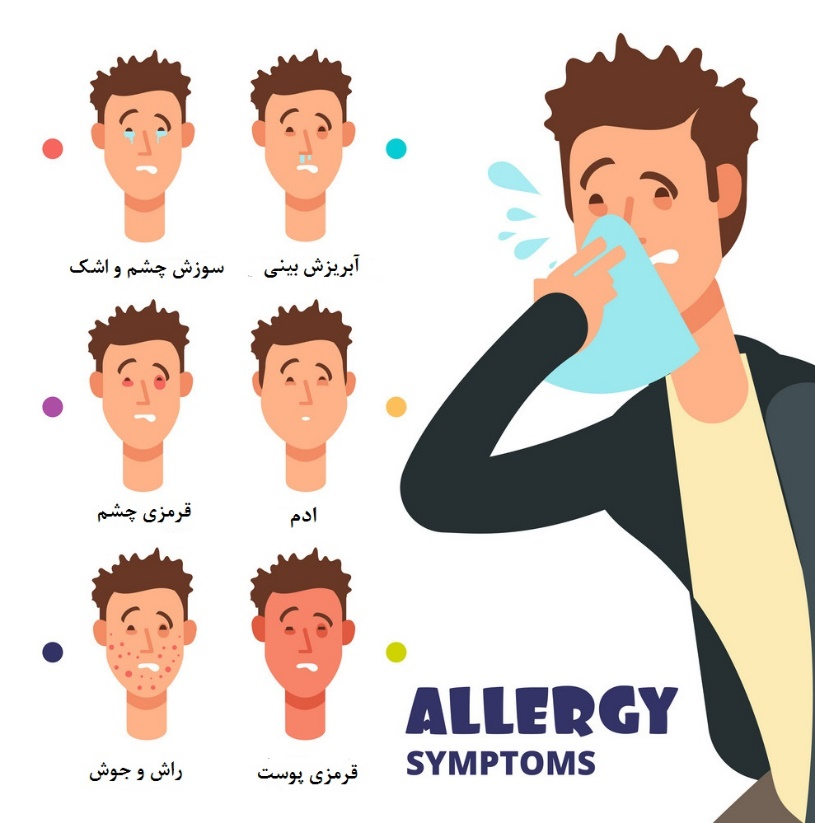 سوزش چشم و اشک
آبریزش بینی
قرمزی چشم
ادم
راش و جوش
قرمزی پوست
ALLERGY
SYMPTOMS